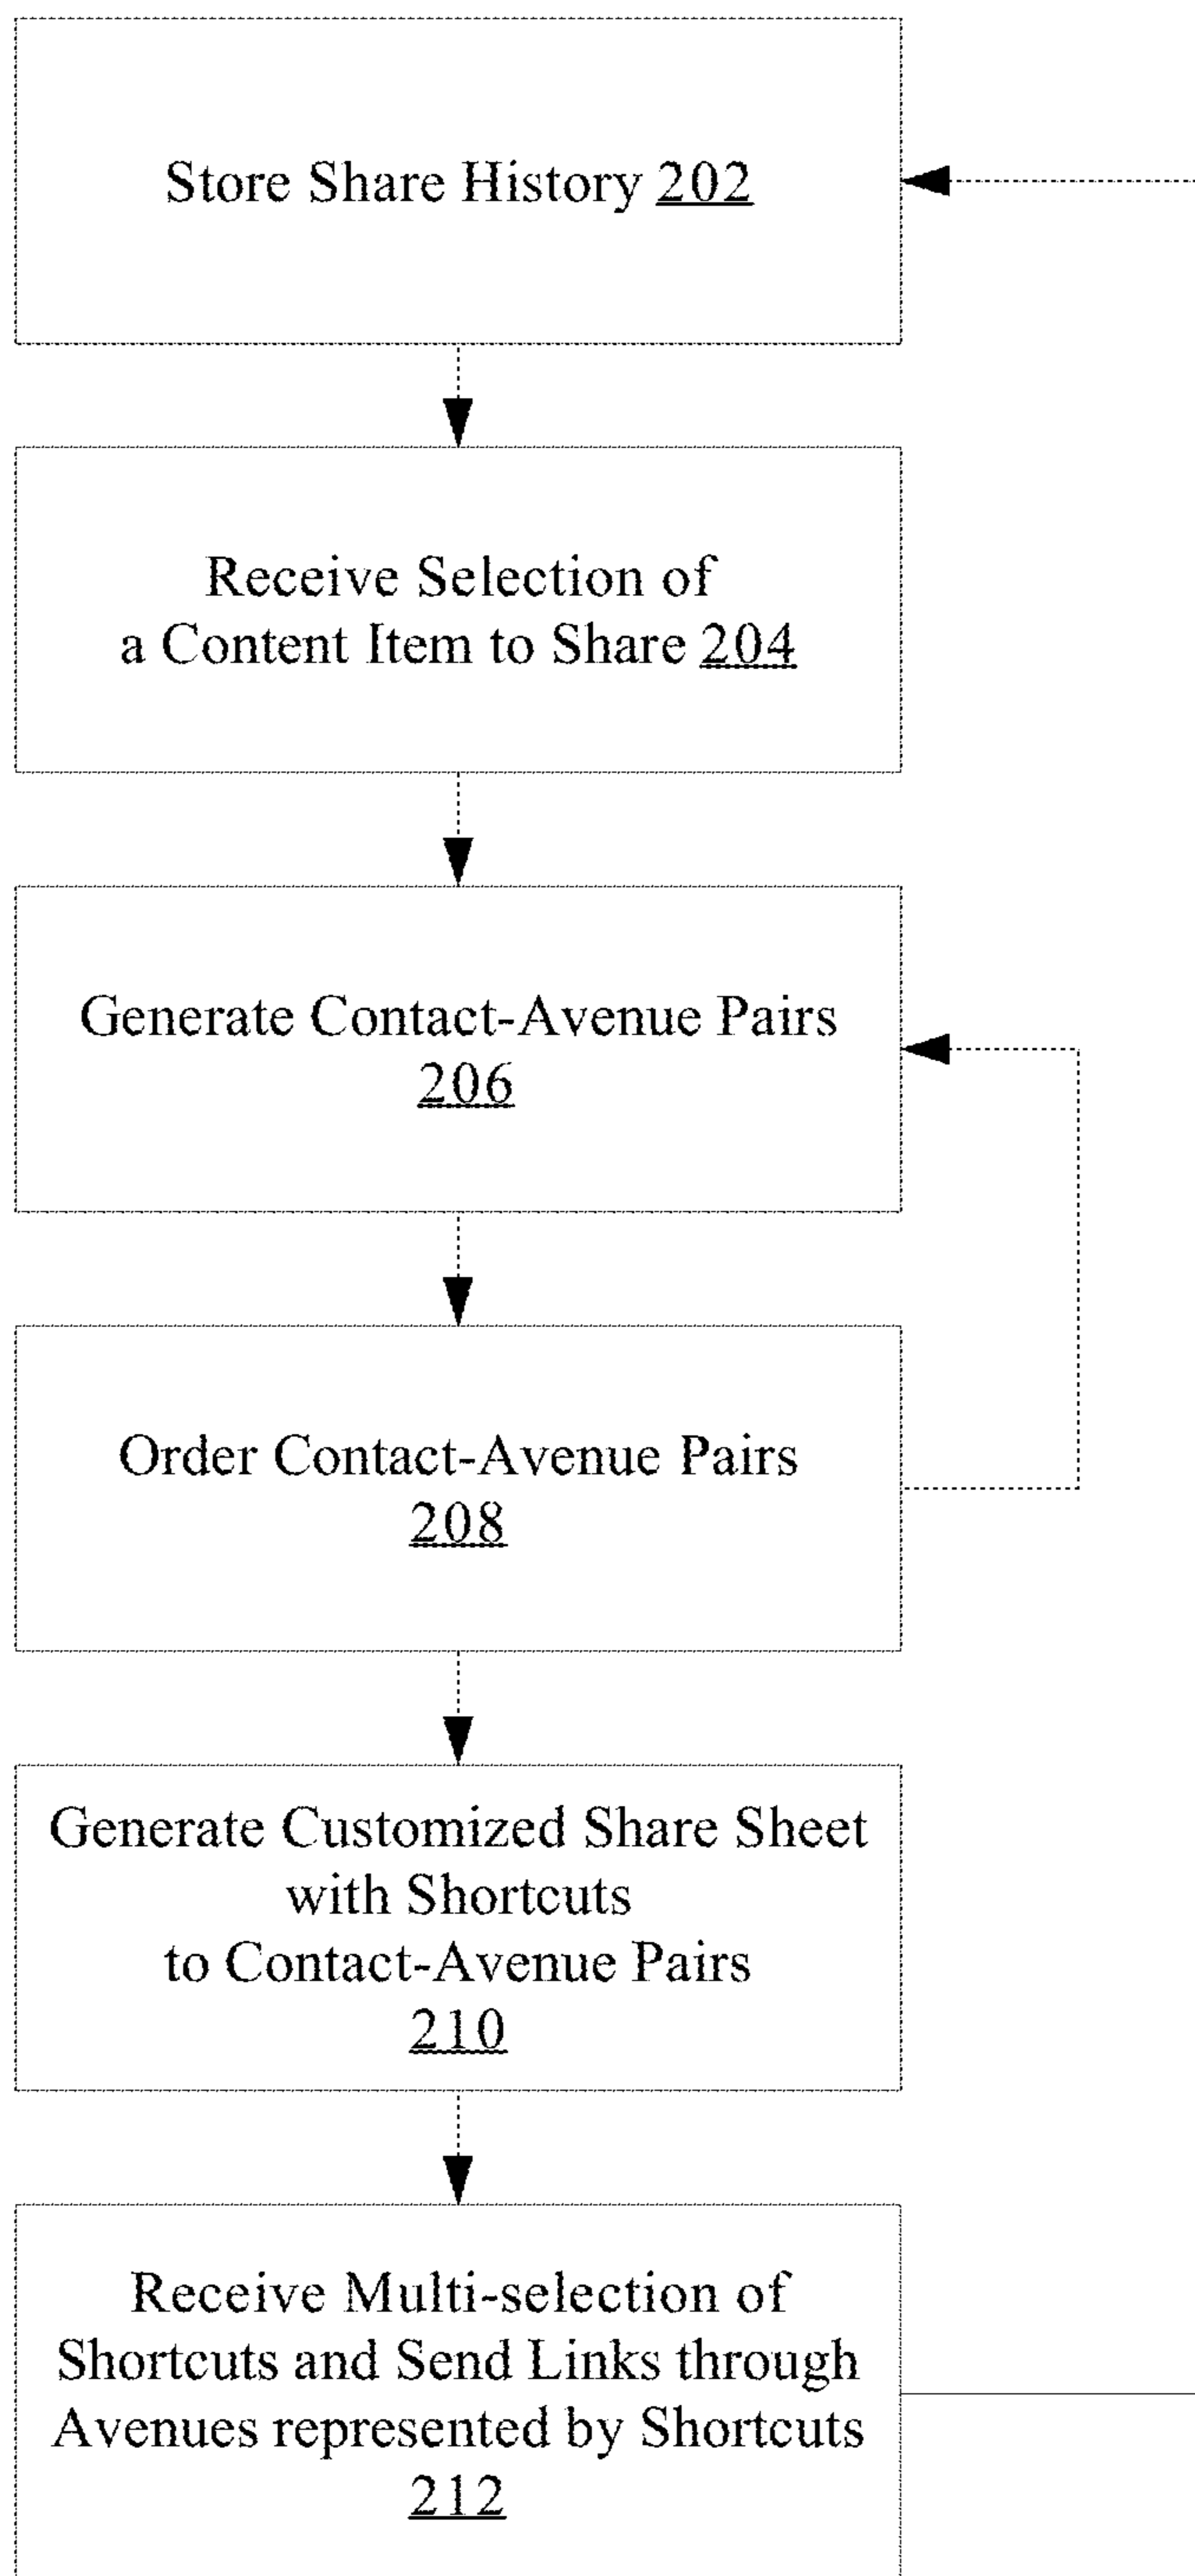 Store Share History 202
Receive Selection of
a Content Item to Share 204
Generate Contact-Avenue Pairs
206
Order Contact-Avenue Pairs
208
Generate Customized Share Sheet
with Shortcuts
to Contact-Avenue Pairs
210
Receive Multi-selection of
Shortcuts and Send Links through
Avenues represented by Shortcuts
212